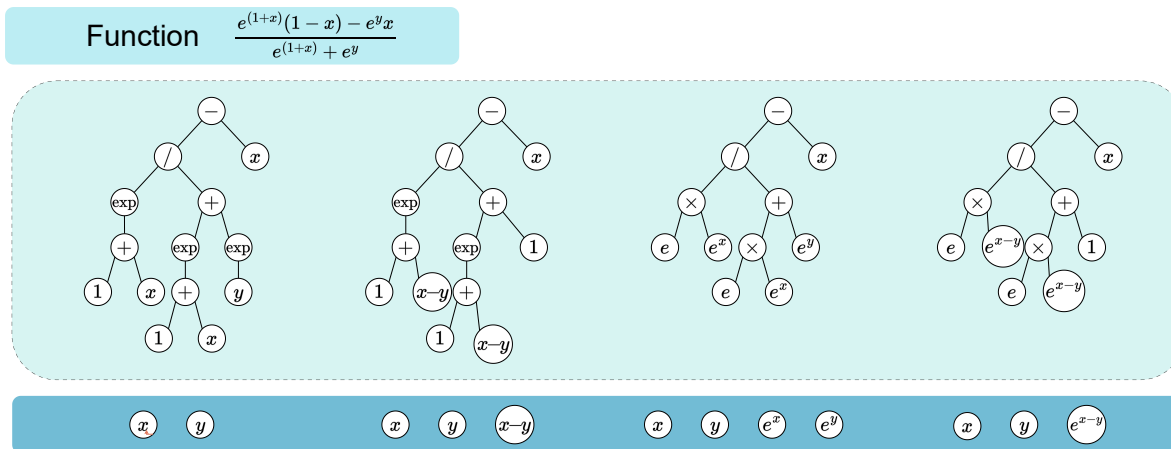 Function \frac{e^{(1+x)}(1-x)-e^{y}x}{e^{(1+x)}+e^{y}}
− − − −
/ x / x / x / x
exp + exp + × + × +
+ exp exp + exp 1 e e^x × e^y e e^{x−y} × 1
1 x + y 1 x−y + e e^x e e^{x−y}
1 x 1 x−y
x y x y x−y x y e^x e^y x y e^{x−y}